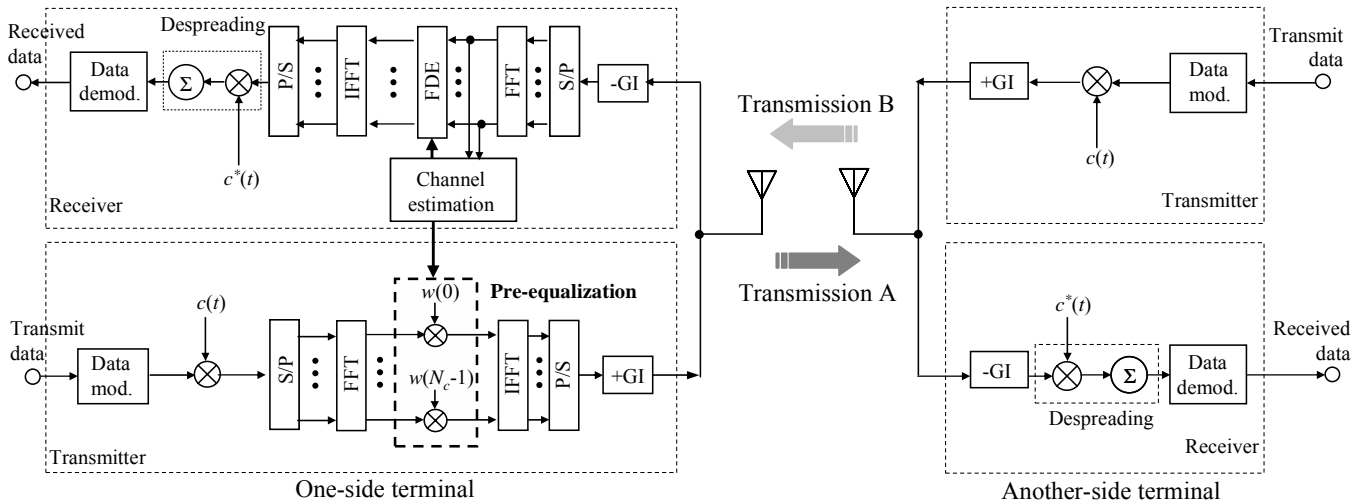 Received
data
Data
demod.
Despreading
Σ
c*(t)
P/S
IFFT
FDE
FFT
S/P
-GI
Channel
estimation
Receiver
Transmission B
Transmission A
+GI
c(t)
Data
mod.
Transmit
data
Transmitter
Transmit
data
Data
mod.
c(t)
S/P
FFT
w(0)
w(Nc-1)
Pre-equalization
IFFT
P/S
+GI
Transmitter
One-side terminal
-GI
c*(t)
Σ
Despreading
Data
demod.
Received
data
Receiver
Another-side terminal